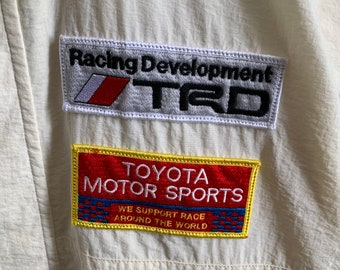 Racing Development
TRD
TOYOTA
MOTOR SPORTS
WE SUPPORT RACE
AROUND THE WORLD